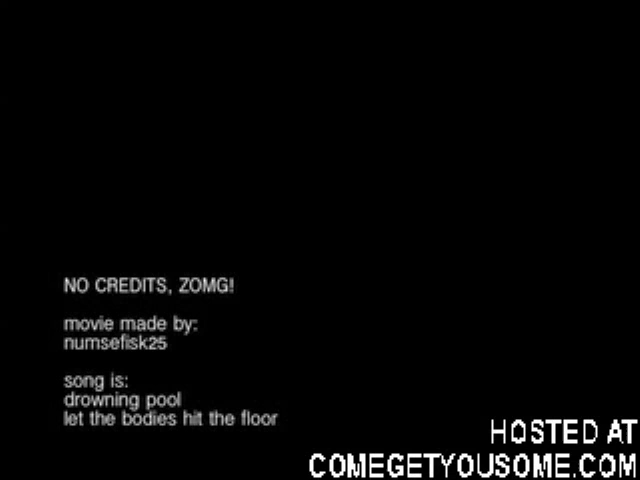 NO CREDITS, ZOMG!
movie made by:
numsefisk25
song is:
drowning pool
let the bodies hit the floor
HOSTED AT
COMEGETYOUSOME.COM